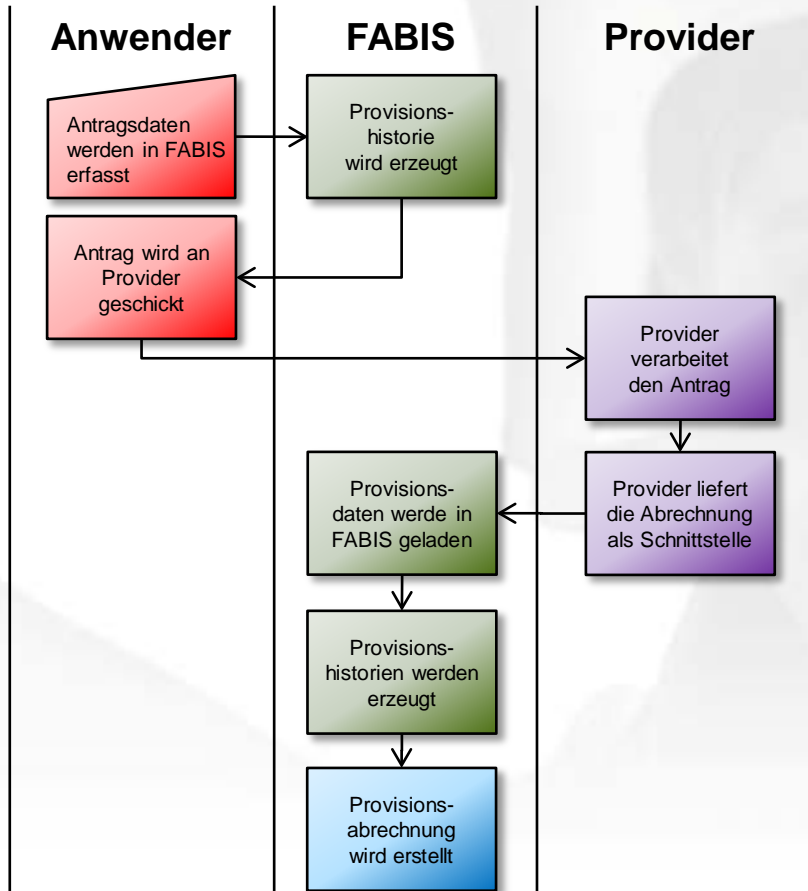 Anwender
FABIS
Provider
Antragsdaten
werden in FABIS
erfasst
Provisions-
historie
wird erzeugt
Antrag wird an
Provider
geschickt
Provider
verarbeitet
den Antrag
Provider liefert
die Abrechnung
als Schnittstelle
Provisions-
daten werde in
FABIS geladen
Provisions-
historien werden
erzeugt
Provisions-
abrechnung
wird erstellt